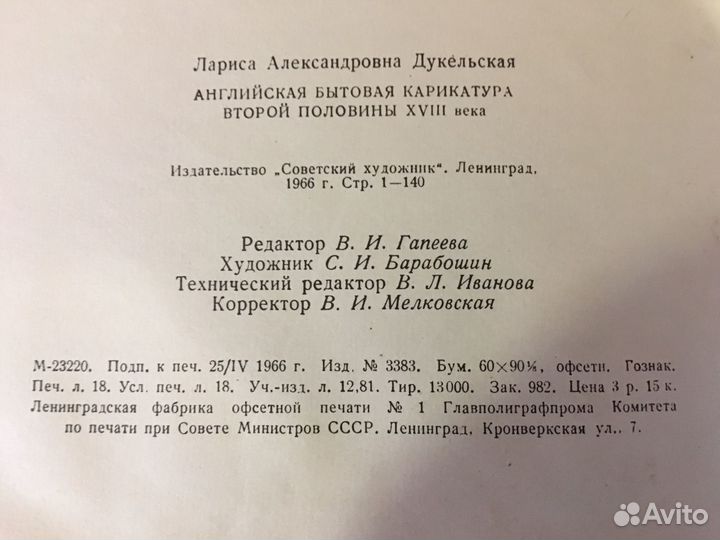 Лариса Александровна Дукельская
АНГЛИЙСКАЯ БЫТОВАЯ КАРИКАТУРА
ВТОРОЙ ПОЛОВИНЫ XVIII века
Издательство „Советский художник“. Ленинград,
1966 г. Стр. 1—140
Редактор В. И. Гапеева
Художник С. И. Барабошин
Технический редактор В. Л. Иванова
Корректор В. И. Мелковская
М-23220. Подп. к печ. 25/IV 1966 г. Изд. № 3383. Бум. 60×90⅛, офсетн. Гознак.
Печ. л. 18. Усл. печ. л. 18. Уч.-изд. л. 12,81. Тир. 13000. Зак. 982. Цена 3 р. 15 к.
Ленинградская фабрика офсетной печати № 1 Главполиграфпрома Комитета
по печати при Совете Министров СССР. Ленинград, Кронверкская ул., 7.
Avito